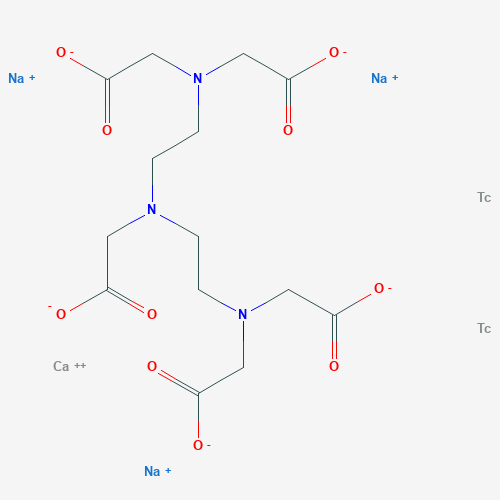 O - N O -
Na + Na +
O O
Tc
N
O -
- O O N
Tc
Ca ++ O O
O -
Na +